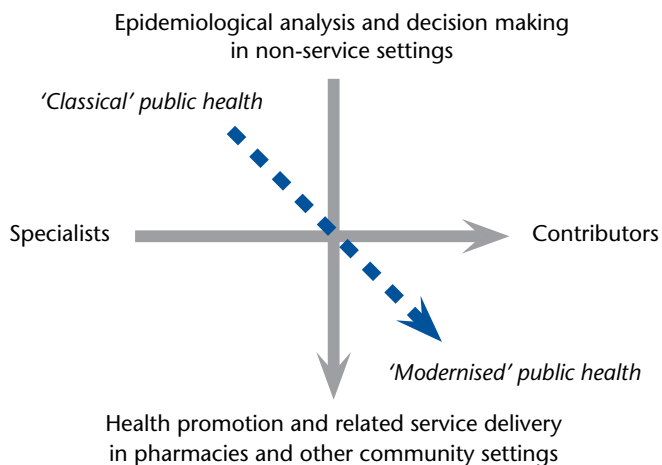 Epidemiological analysis and decision making
in non-service settings
‘Classical’ public health
Specialists
Contributors
‘Modernised’ public health
Health promotion and related service delivery
in pharmacies and other community settings